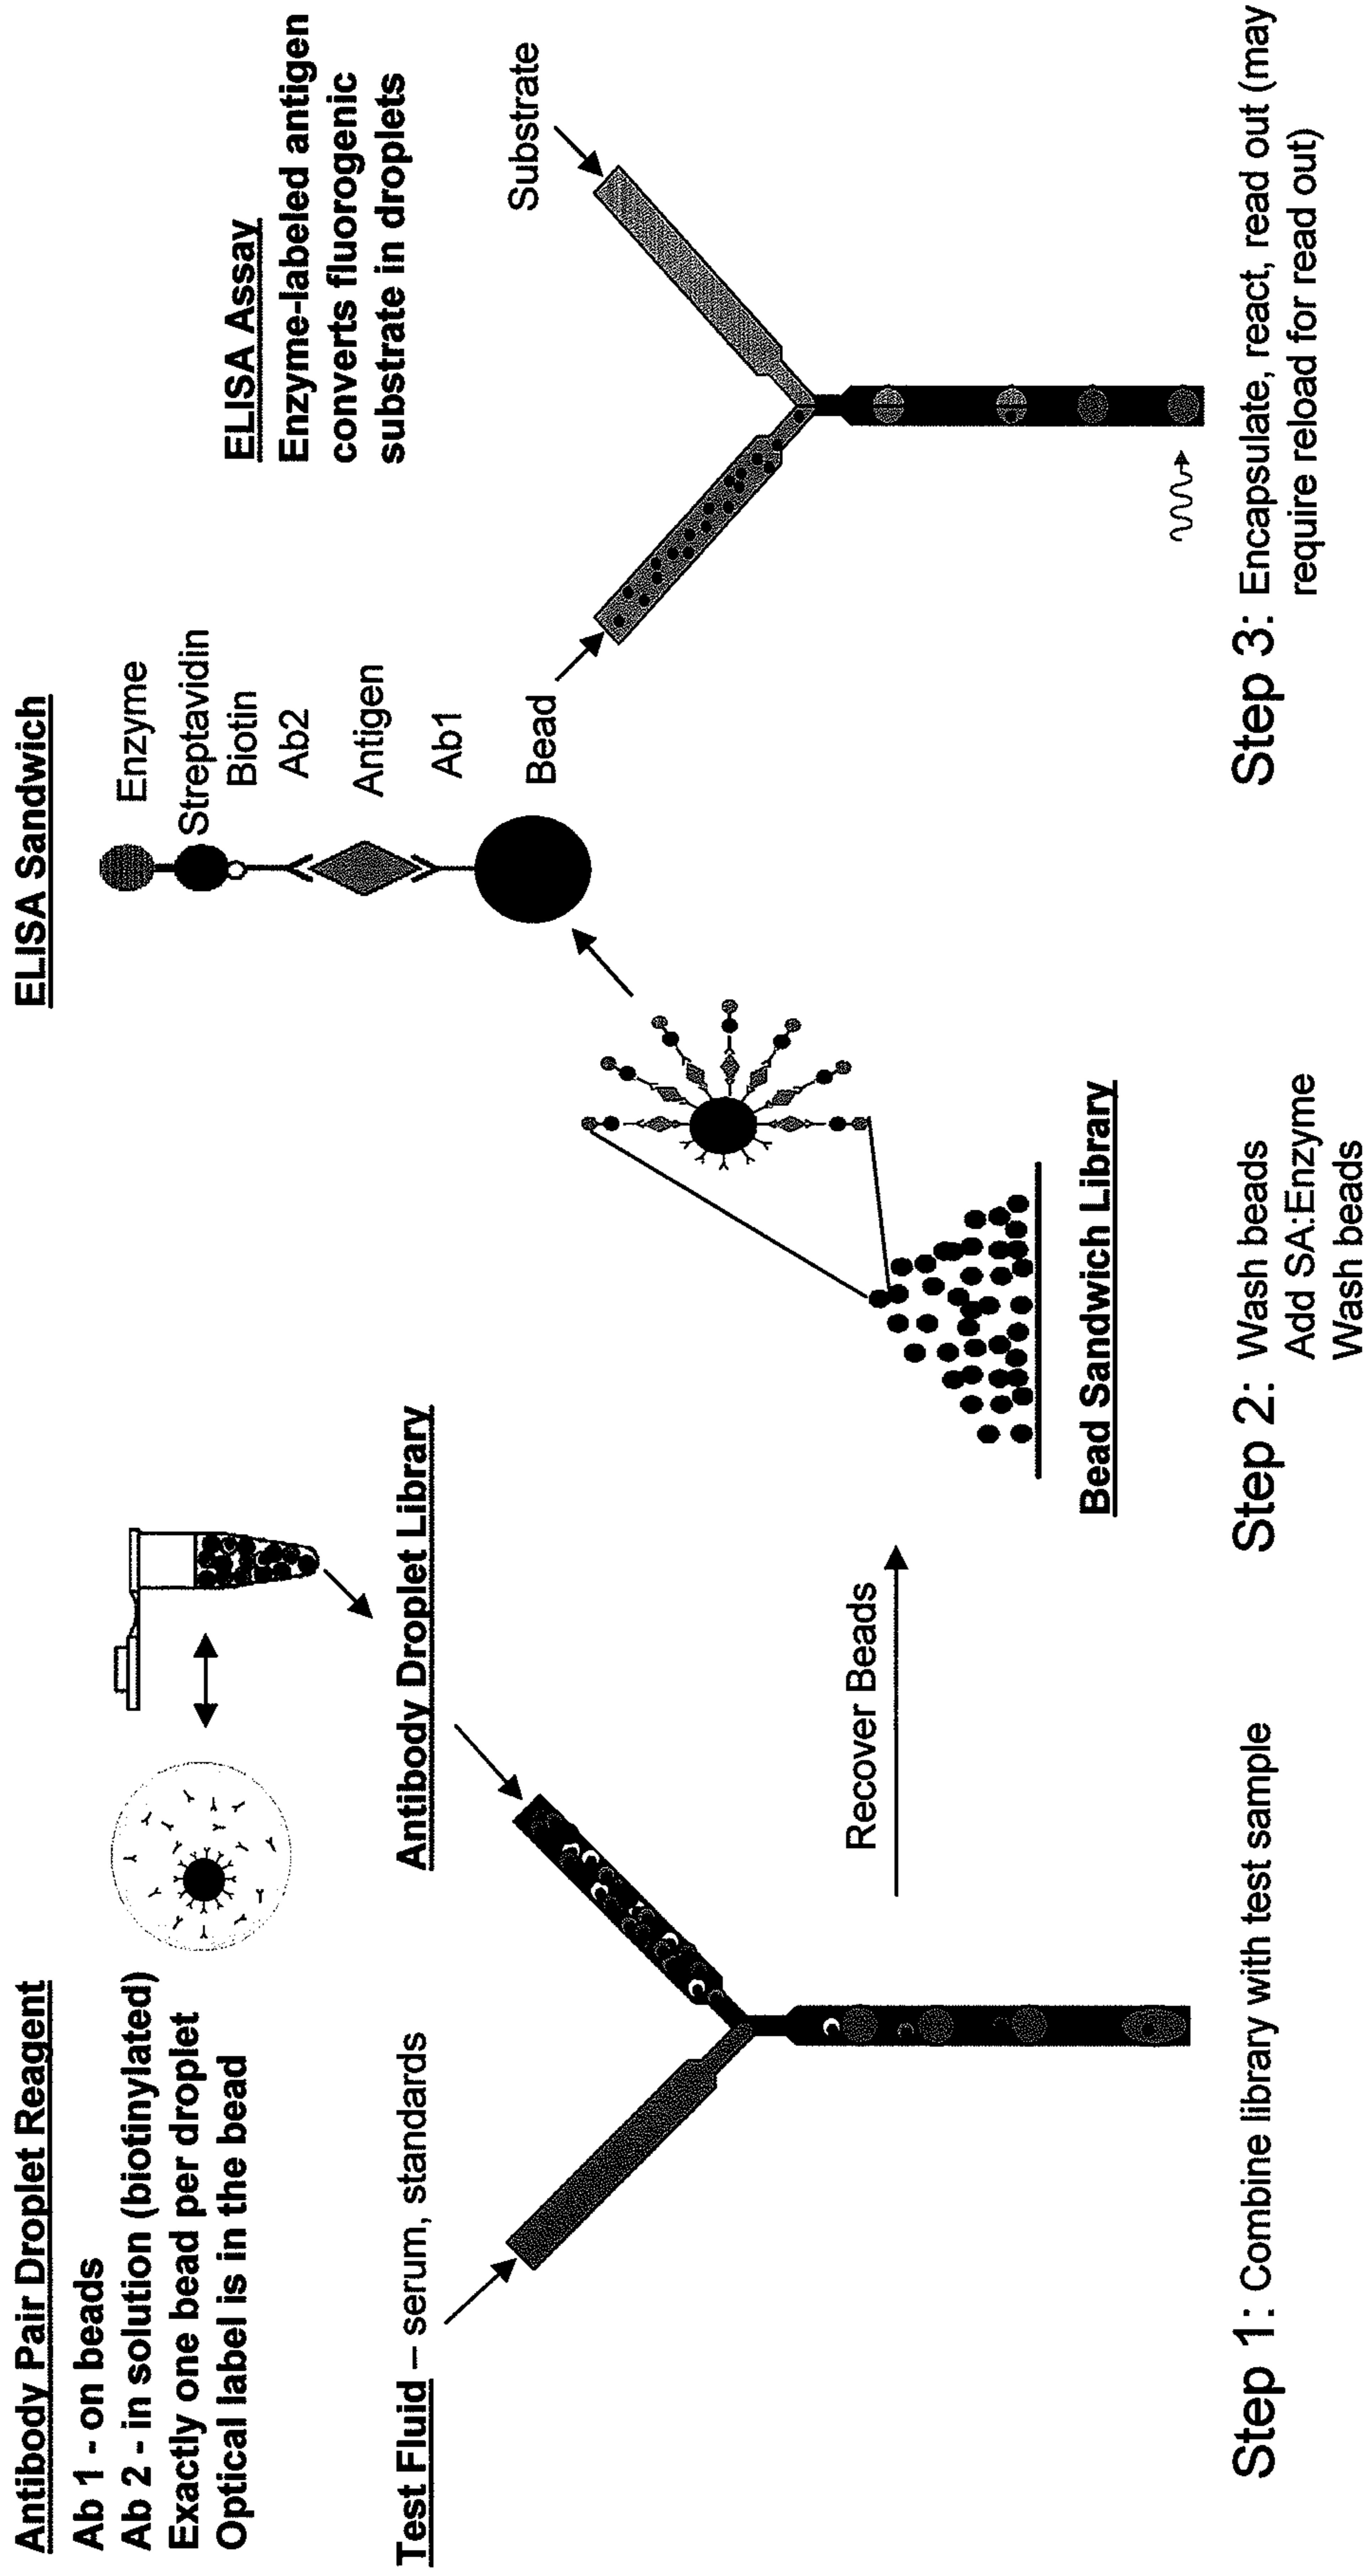 Antibody Pair Droplet Reagent
Ab 1 - on beads
Ab 2 - in solution (biotinylated)
Exactly one bead per droplet
Optical label is in the bead
Test Fluid – serum, standards
Antibody Droplet Library
Step 1: Combine library with test sample
Recover Beads
Bead Sandwich Library
Step 2: Wash beads
Add SA:Enzyme
Wash beads
ELISA Sandwich
Enzyme
Streptavidin
Biotin
Ab2
Antigen
Ab1
Bead
ELISA Assay
Enzyme-labeled antigen
converts fluorogenic
substrate in droplets
Substrate
Step 3: Encapsulate, react, read out (may
require reload for read out)